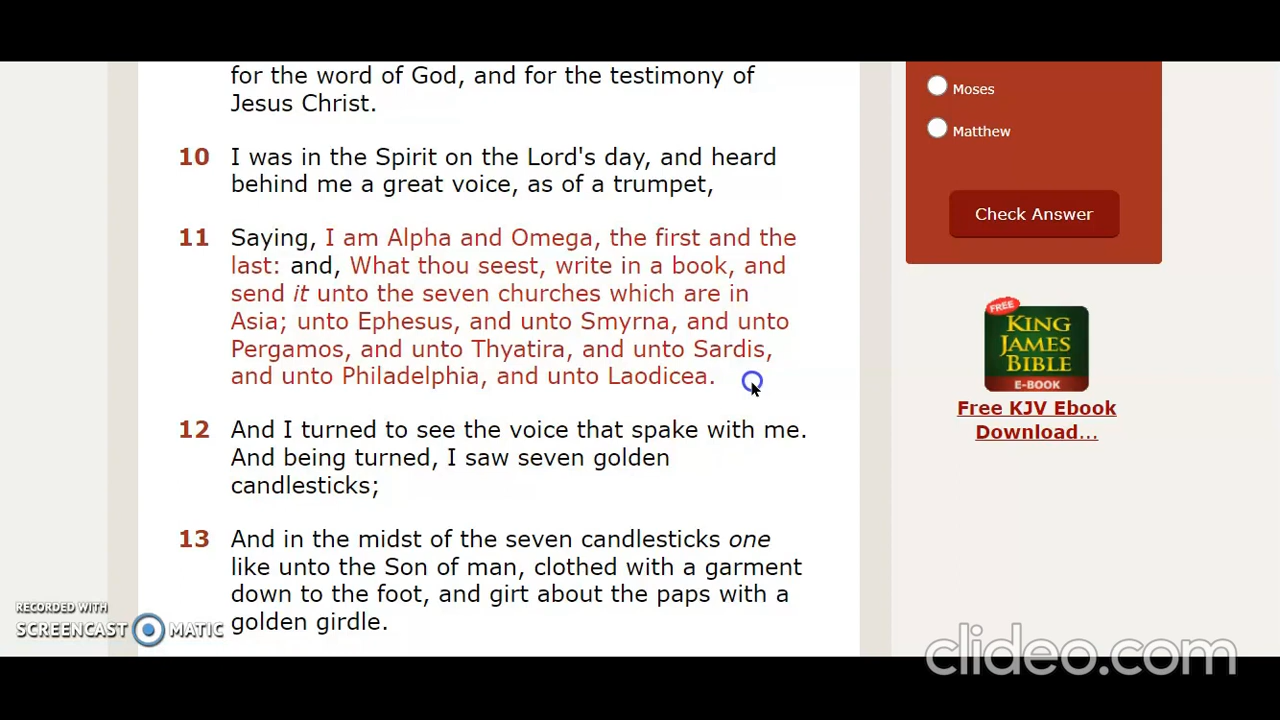 for the word of God, and for the testimony of
Jesus Christ.
10 I was in the Spirit on the Lord's day, and heard
behind me a great voice, as of a trumpet,
11 Saying, I am Alpha and Omega, the first and the
last: and, What thou seest, write in a book, and
send it unto the seven churches which are in
Asia; unto Ephesus, and unto Smyrna, and unto
Pergamos, and unto Thyatira, and unto Sardis,
and unto Philadelphia, and unto Laodicea.
12 And I turned to see the voice that spake with me.
And being turned, I saw seven golden
candlesticks;
13 And in the midst of the seven candlesticks one
like unto the Son of man, clothed with a garment
down to the foot, and girt about the paps with a
golden girdle.
Moses
Matthew
Check Answer
FREE
KING
JAMES
BIBLE
E-BOOK
Free KJV Ebook
Download...
RECORDED WITH
SCREENCAST MATIC
clideo.com